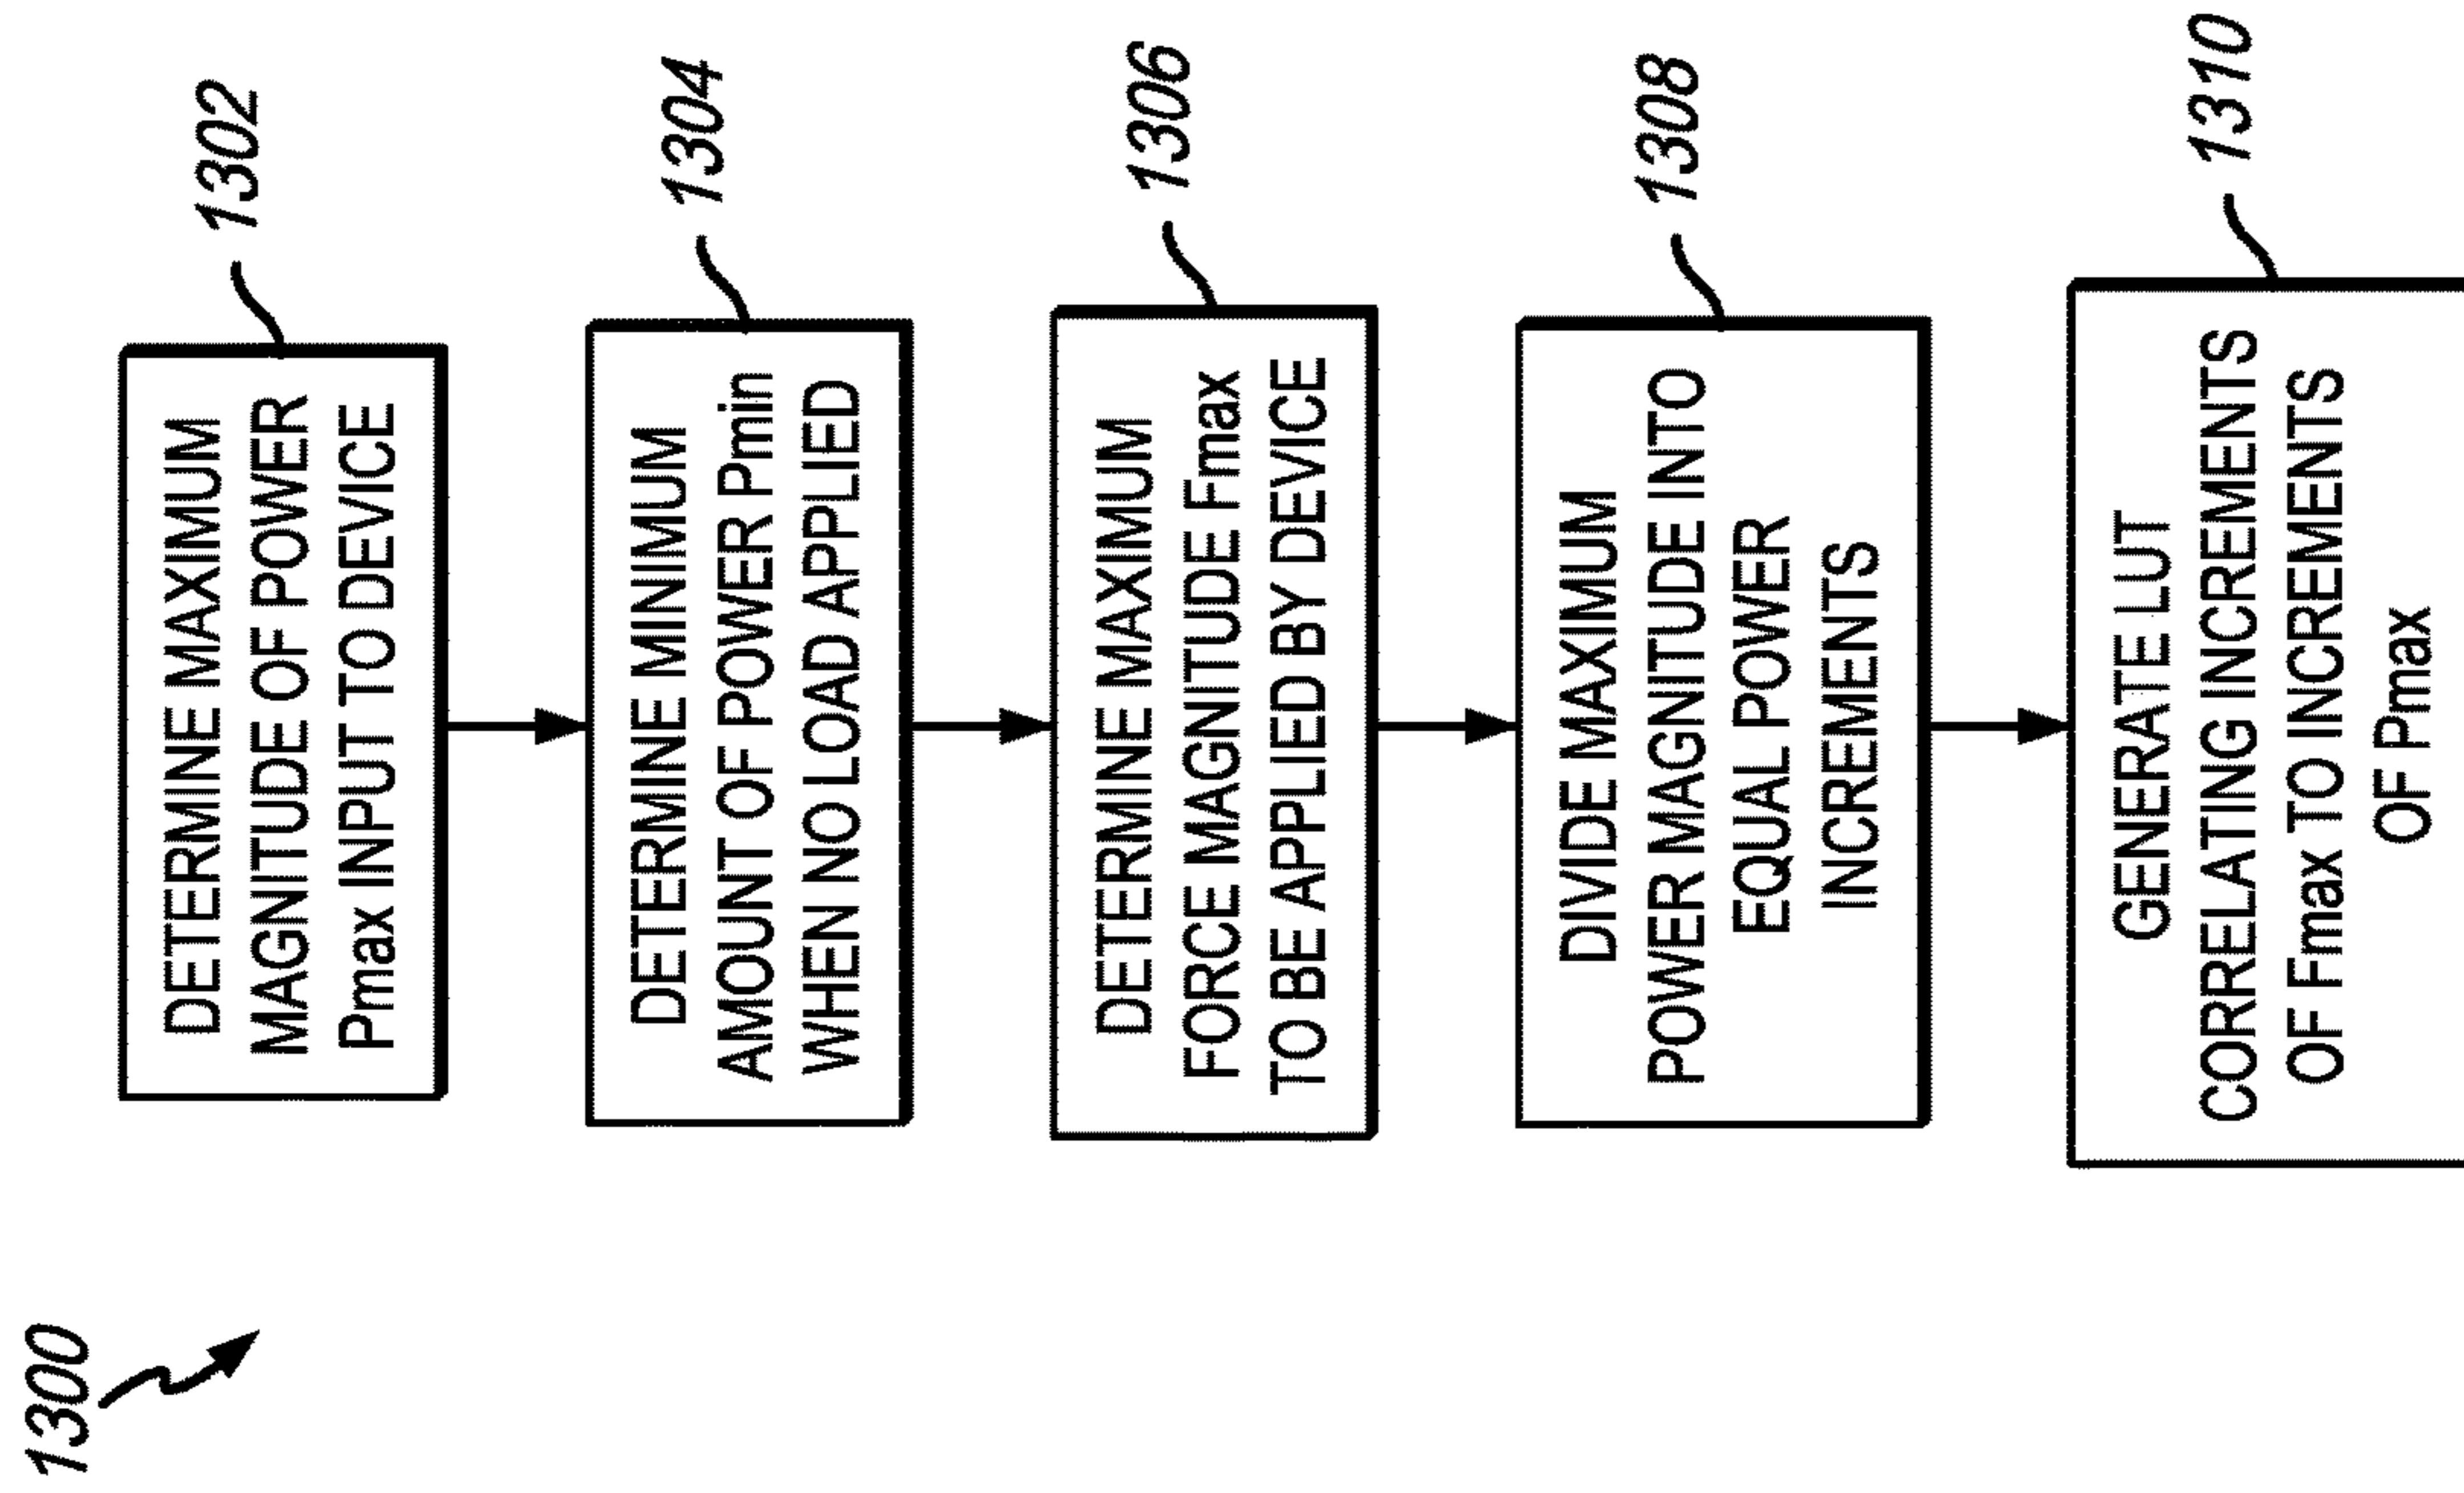 1300
DETERMINE MAXIMUM
MAGNITUDE OF POWER
Pmax INPUT TO DEVICE
1302
DETERMINE MINIMUM
AMOUNT OF POWER Pmin
WHEN NO LOAD APPLIED
1304
DETERMINE MAXIMUM
FORCE MAGNITUDE Fmax
TO BE APPLIED BY DEVICE
1306
DIVIDE MAXIMUM
POWER MAGNITUDE INTO
EQUAL POWER
INCREMENTS
1308
GENERATE LUT
CORRELATING INCREMENTS
OF Fmax TO INCREMENTS
OF Pmax
1310